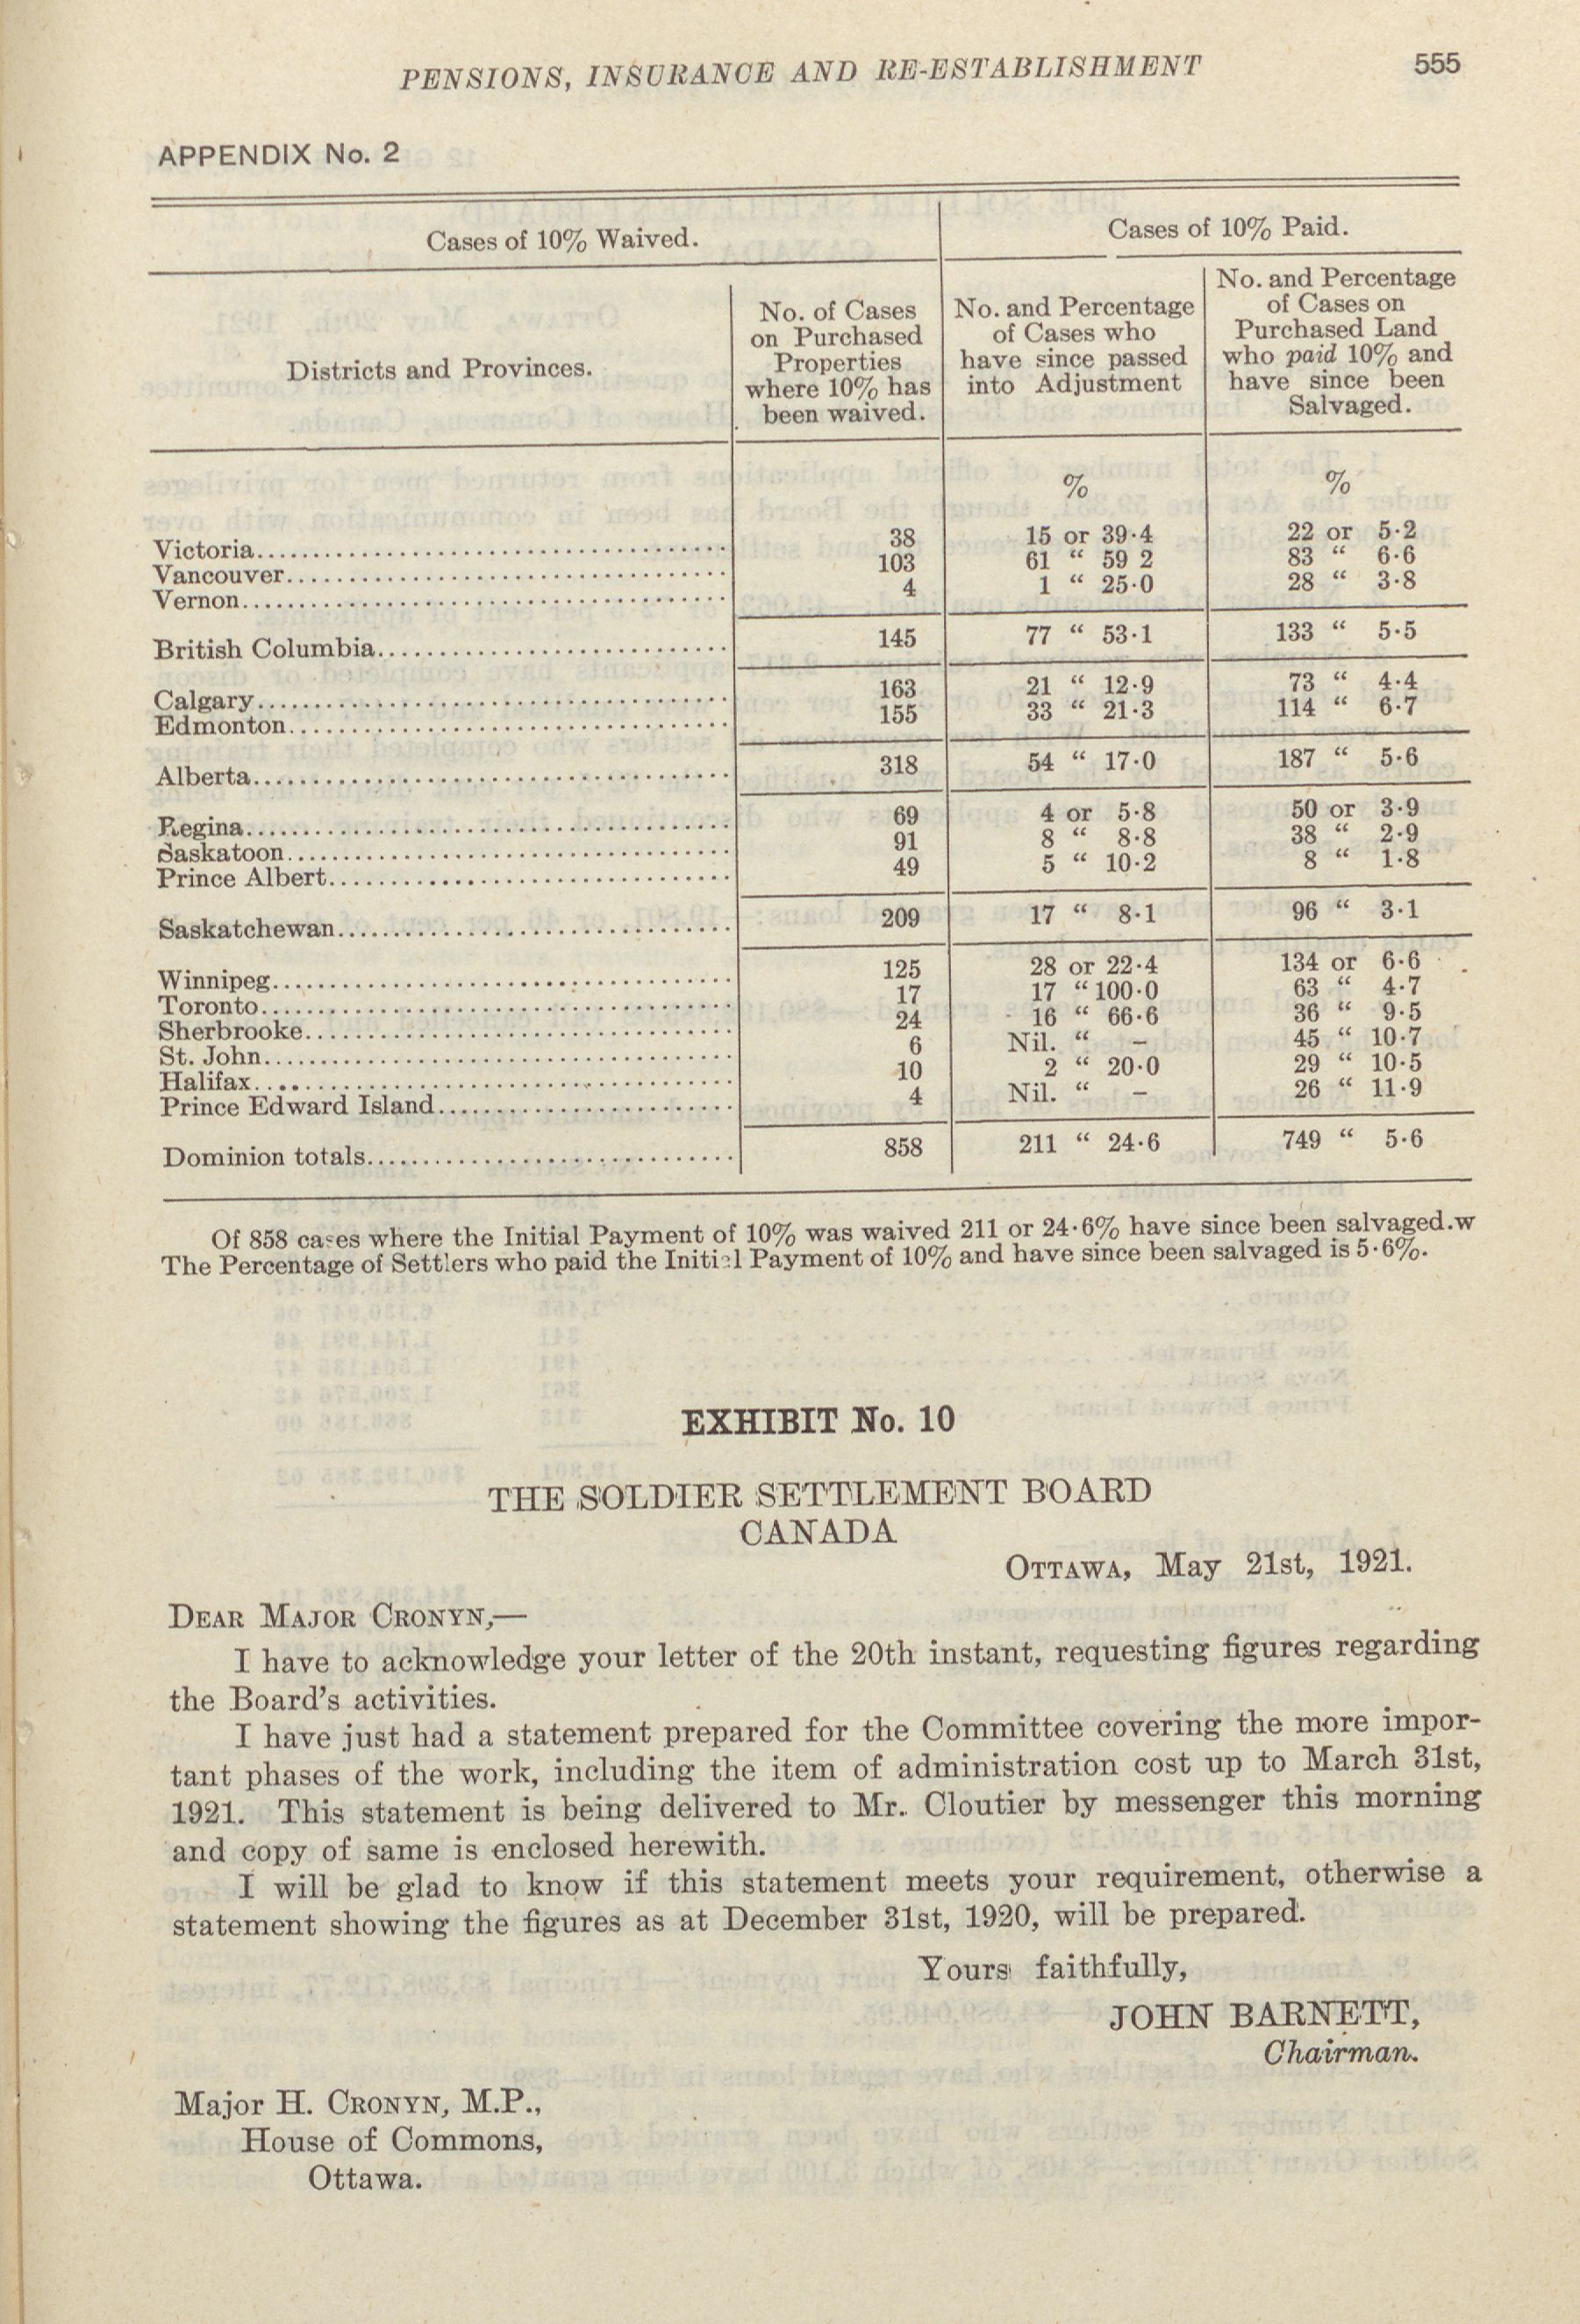 PENSIONS, INSURANCE AND RE-ESTABLISHMENT 555
APPENDIX No. 2
Cases of 10% Waived. Cases of 10% Paid.
Districts and Provinces.
No. of Cases
on Purchased
Properties
where 10% has
been waived.
No. and Percentage
of Cases who
have since passed
into Adjustment
No. and Percentage
of Cases on
Purchased Land
who paid 10% and
have since been
Salvaged.
% %
Victoria 38 15 or 39·4 22 or 5·2
Vancouver 103 61 “ 59 2 83 “ 6·6
Vernon 4 1 “ 25·0 28 “ 3·8
British Columbia 145 77 “ 53·1 133 “ 5·5
Calgary 163 21 “ 12·9 73 “ 4·4
Edmonton 155 33 “ 21·3 114 “ 6·7
Alberta 318 54 “ 17·0 187 “ 5·6
Regina 69 4 or 5·8 50 or 3·9
Saskatoon 91 8 “ 8·8 38 “ 2·9
Prince Albert 49 5 “ 10·2 8 “ 1·8
Saskatchewan 209 17 “ 8·1 96 “ 3·1
Winnipeg 125 28 or 22·4 134 or 6·6
Toronto 17 17 “ 100·0 63 “ 4·7
Sherbrooke 24 16 “ 66·6 36 “ 9·5
St. John 6 Nil. “ – 45 “ 10·7
Halifax 10 2 “ 20·0 29 “ 10·5
Prince Edward Island 4 Nil. “ – 26 “ 11·9
Dominion totals 858 211 “ 24·6 749 “ 5·6
Of 858 cases where the Initial Payment of 10% was waived 211 or 24·6% have since been salvaged.w
The Percentage of Settlers who paid the Initial Payment of 10% and have since been salvaged is 5·6%.
EXHIBIT No. 10
THE SOLDIER SETTLEMENT BOARD
CANADA
OTTAWA, May 21st, 1921.
DEAR MAJOR CRONYN,—
I have to acknowledge your letter of the 20th instant, requesting figures regarding
the Board’s activities.
I have just had a statement prepared for the Committee covering the more impor-
tant phases of the work, including the item of administration cost up to March 31st,
1921. This statement is being delivered to Mr. Cloutier by messenger this morning
and copy of same is enclosed herewith.
I will be glad to know if this statement meets your requirement, otherwise a
statement showing the figures as at December 31st, 1920, will be prepared.
Yours faithfully,
JOHN BARNETT,
Chairman.
Major H. CRONYN, M.P.,
House of Commons,
Ottawa.